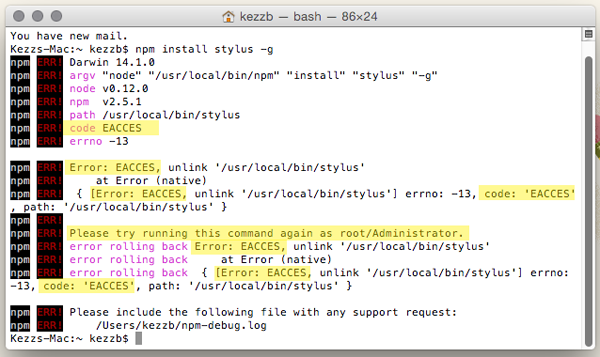 kezzb — bash — 86×24
You have new mail.
Kezzs-Mac:~ kezzb$ npm install stylus -g
npm ERR! Darwin 14.1.0
npm ERR! argv "node" "/usr/local/bin/npm" "install" "stylus" "-g"
npm ERR! node v0.12.0
npm ERR! npm  v2.5.1
npm ERR! path /usr/local/bin/stylus
npm ERR! code EACCES
npm ERR! errno -13

npm ERR! Error: EACCES, unlink '/usr/local/bin/stylus'
npm ERR!     at Error (native)
npm ERR!  { [Error: EACCES, unlink '/usr/local/bin/stylus'] errno: -13, code: 'EACCES'
, path: '/usr/local/bin/stylus' }
npm ERR!
npm ERR! Please try running this command again as root/Administrator.
npm ERR! error rolling back Error: EACCES, unlink '/usr/local/bin/stylus'
npm ERR! error rolling back     at Error (native)
npm ERR! error rolling back  { [Error: EACCES, unlink '/usr/local/bin/stylus'] errno:
-13, code: 'EACCES', path: '/usr/local/bin/stylus' }

npm ERR! Please include the following file with any support request:
npm ERR!     /Users/kezzb/npm-debug.log
Kezzs-Mac:~ kezzb$